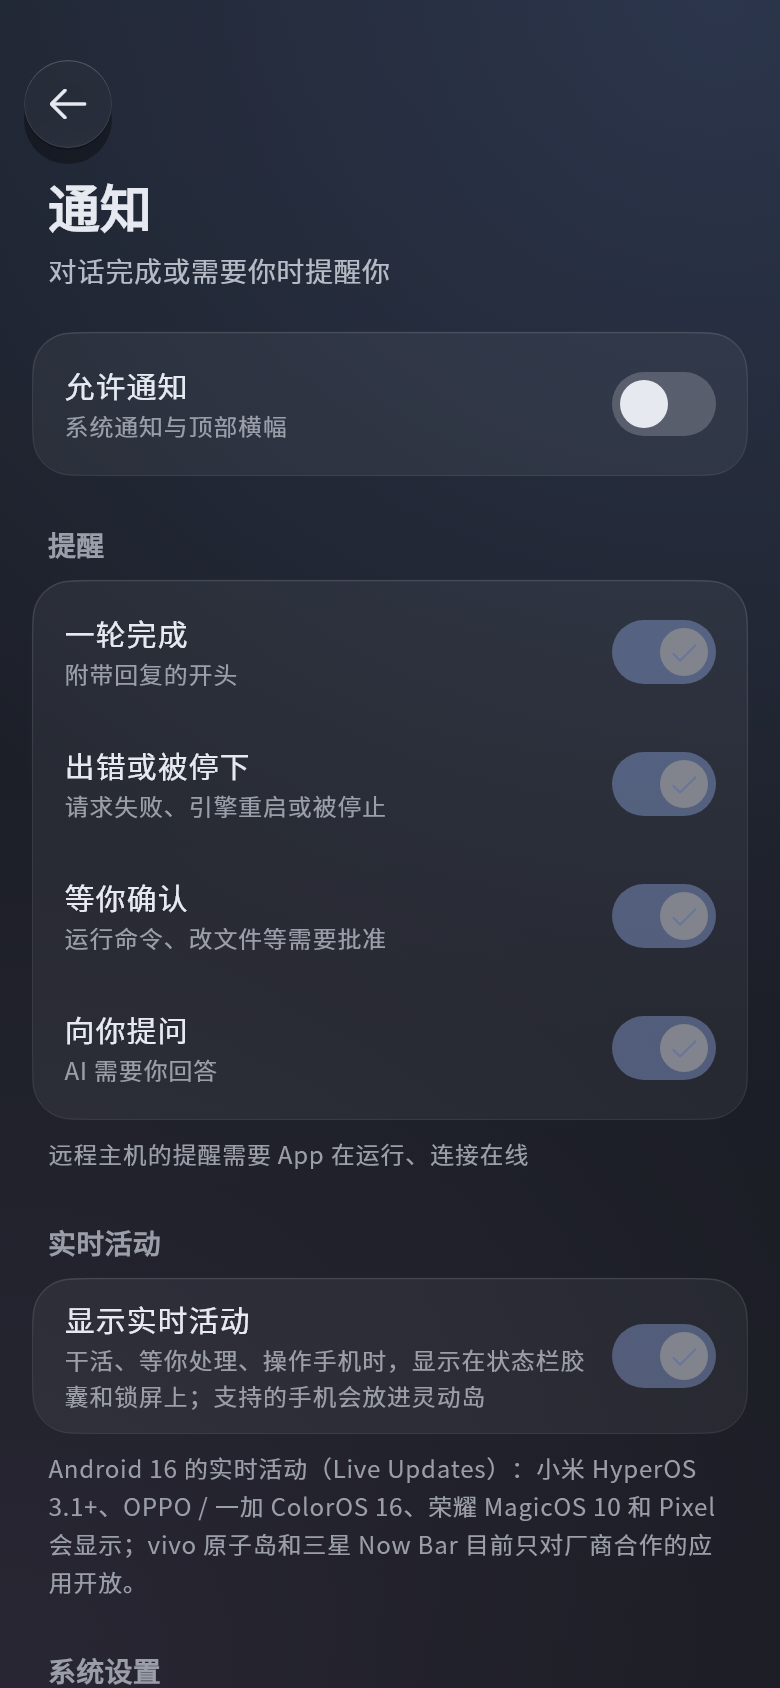 通知
对话完成或需要你时提醒你
允许通知
系统通知与顶部横幅
提醒
一轮完成
附带回复的开头
出错或被停下
请求失败、引擎重启或被停止
等你确认
运行命令、改文件等需要批准
向你提问
AI 需要你回答
远程主机的提醒需要 App 在运行、连接在线
实时活动
显示实时活动
干活、等你处理、操作手机时，显示在状态栏胶
囊和锁屏上；支持的手机会放进灵动岛
Android 16 的实时活动（Live Updates）：小米 HyperOS
3.1+、OPPO / 一加 ColorOS 16、荣耀 MagicOS 10 和 Pixel
会显示；vivo 原子岛和三星 Now Bar 目前只对厂商合作的应
用开放。
系统设置